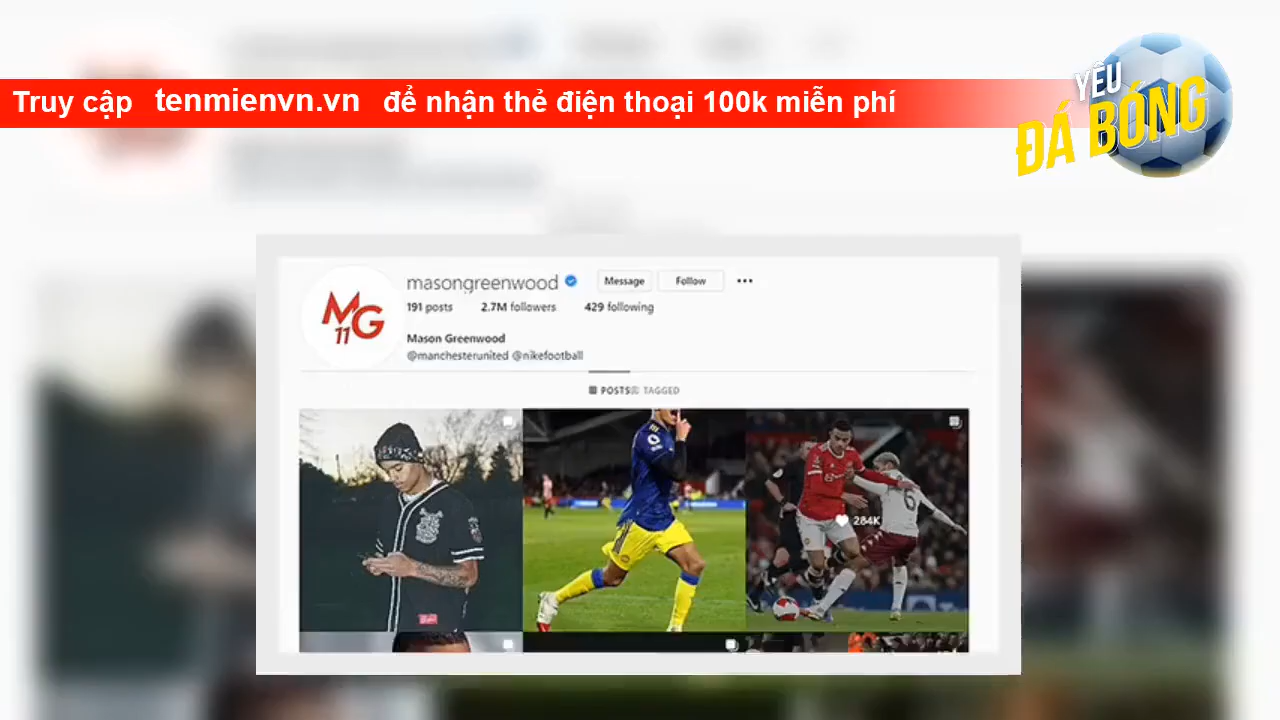 Truy cập tenmienvn.vn để nhận thẻ điện thoại 100k miễn phí
YÊU
ĐÁ BÓNG
masongreenwood
Message
Follow
191 posts
2.7M followers
429 following
Mason Greenwood
@manchesterunited @nikefootball
POSTS
TAGGED
MG
11
284K
6